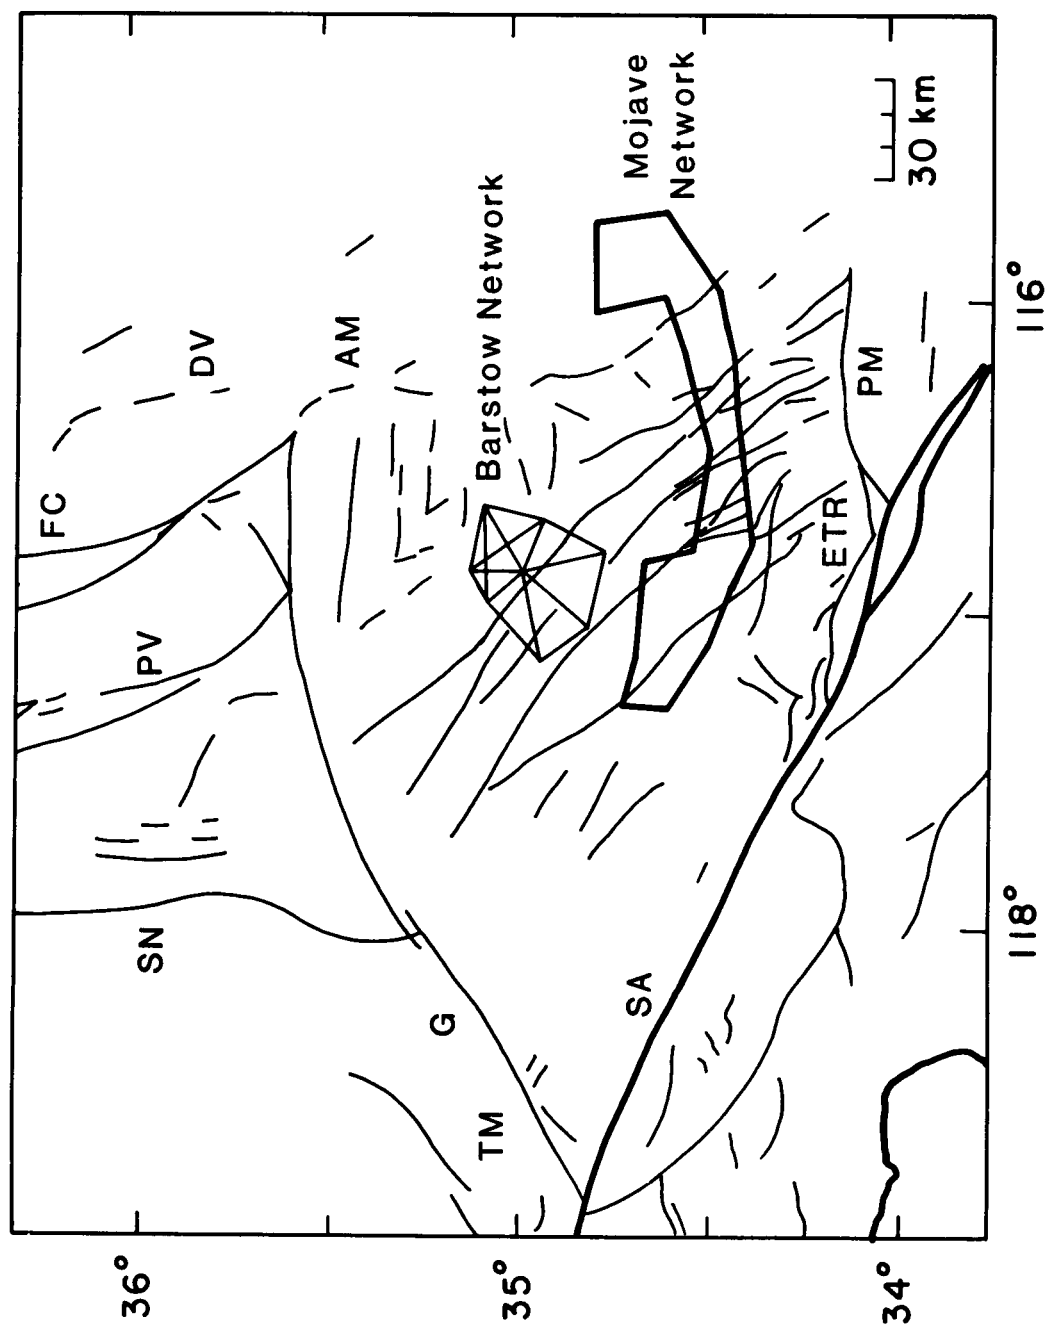 36°
35°
34°
118°
116°
SN
PV
FC
DV
AM
G
TM
SA
ETR
PM
Barstow Network
Mojave
Network
30 km